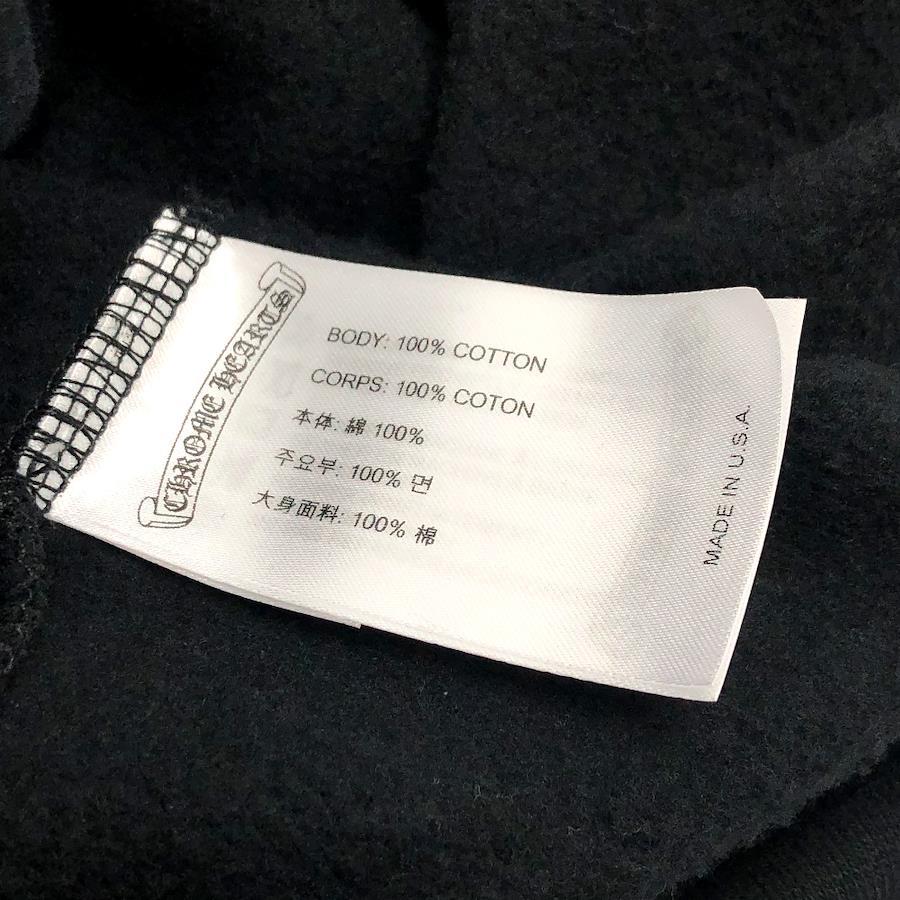 CHROME HEARTS
BODY: 100% COTTON
CORPS: 100% COTON
本体: 綿 100%
주요부: 100% 면
大身面料: 100% 棉
MADE IN U.S.A.